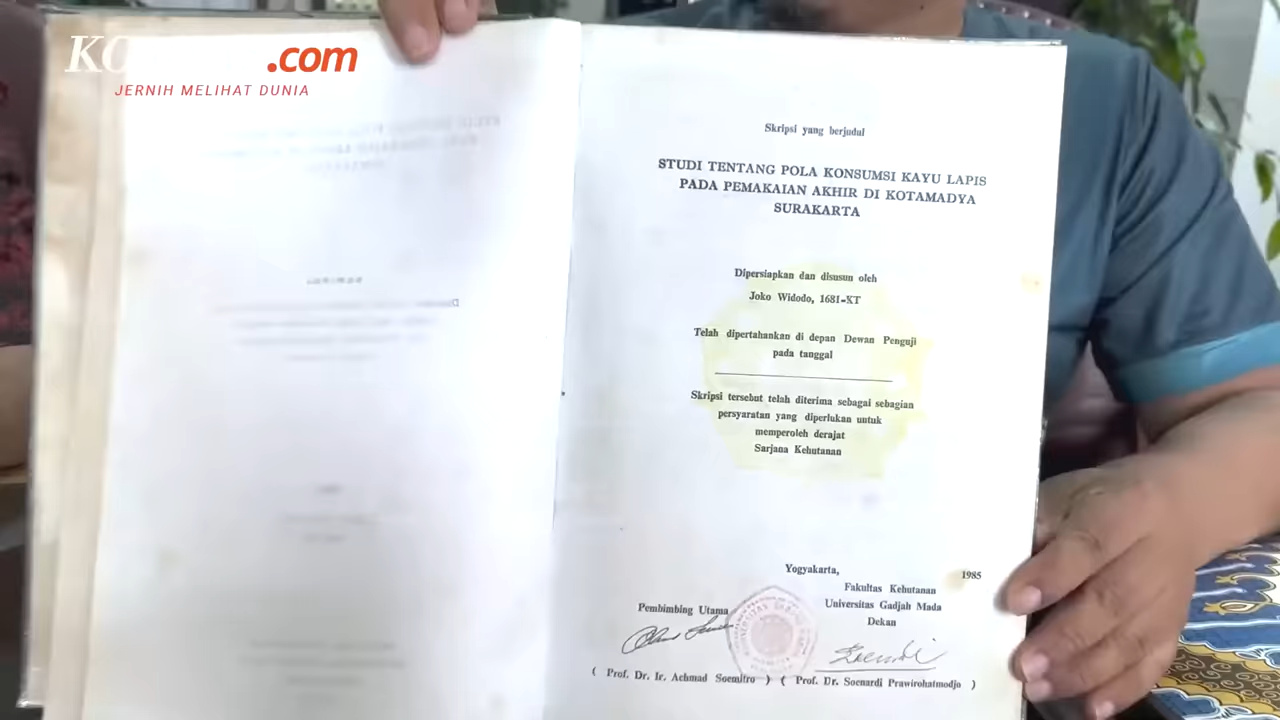 .com
JERNIH MELIHAT DUNIA
Skripsi yang berjudul
STUDI TENTANG POLA KONSUMSI KAYU LAPIS
PADA PEMAKAIAN AKHIR DI KOTAMADYA
SURAKARTA
Dipersiapkan dan disusun oleh
Joko Widodo, 1681-KT
Telah dipertahankan di depan Dewan Penguji
pada tanggal
Skripsi tersebut telah diterima sebagai sebagian
persyaratan yang diperlukan untuk
memperoleh derajat
Sarjana Kehutanan
Yogyakarta, 1985
Fakultas Kehutanan
Universitas Gadjah Mada
Dekan
Pembimbing Utama
( Prof. Dr. Ir. Achmad Soemitro ) ( Prof. Dr. Soenardi Prawirohatmodjo )